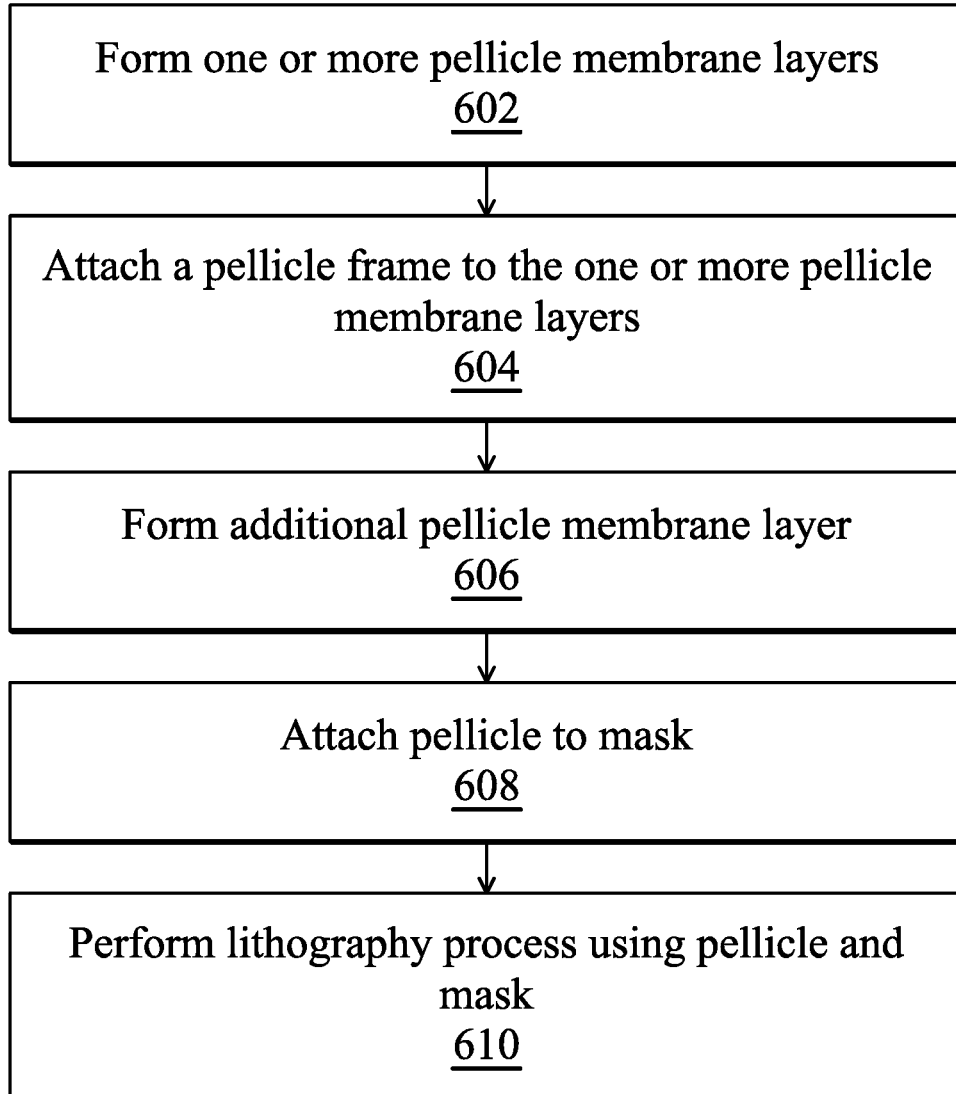 Form one or more pellicle membrane layers
602
Attach a pellicle frame to the one or more pellicle
membrane layers
604
Form additional pellicle membrane layer
606
Attach pellicle to mask
608
Perform lithography process using pellicle and
mask
610